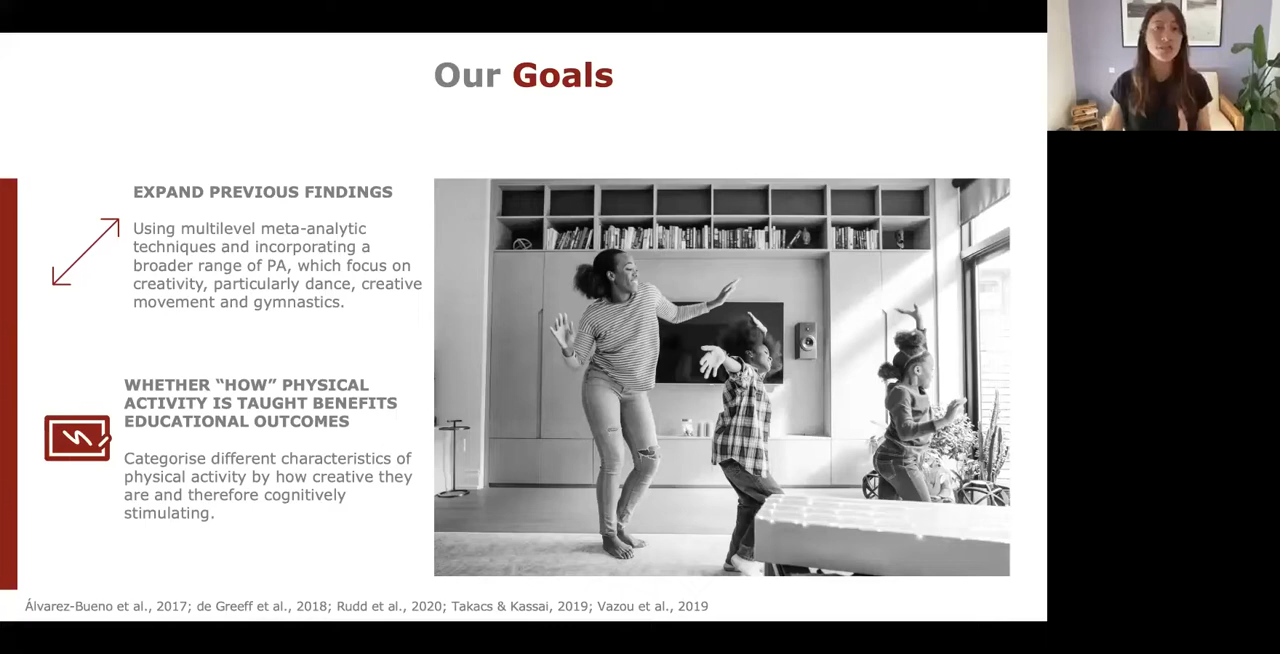 Our Goals
EXPAND PREVIOUS FINDINGS
Using multilevel meta-analytic
techniques and incorporating a
broader range of PA, which focus on
creativity, particularly dance, creative
movement and gymnastics.
WHETHER “HOW” PHYSICAL
ACTIVITY IS TAUGHT BENEFITS
EDUCATIONAL OUTCOMES
Categorise different characteristics of
physical activity by how creative they
are and therefore cognitively
stimulating.
Álvarez-Bueno et al., 2017; de Greeff et al., 2018; Rudd et al., 2020; Takacs & Kassai, 2019; Vazou et al., 2019